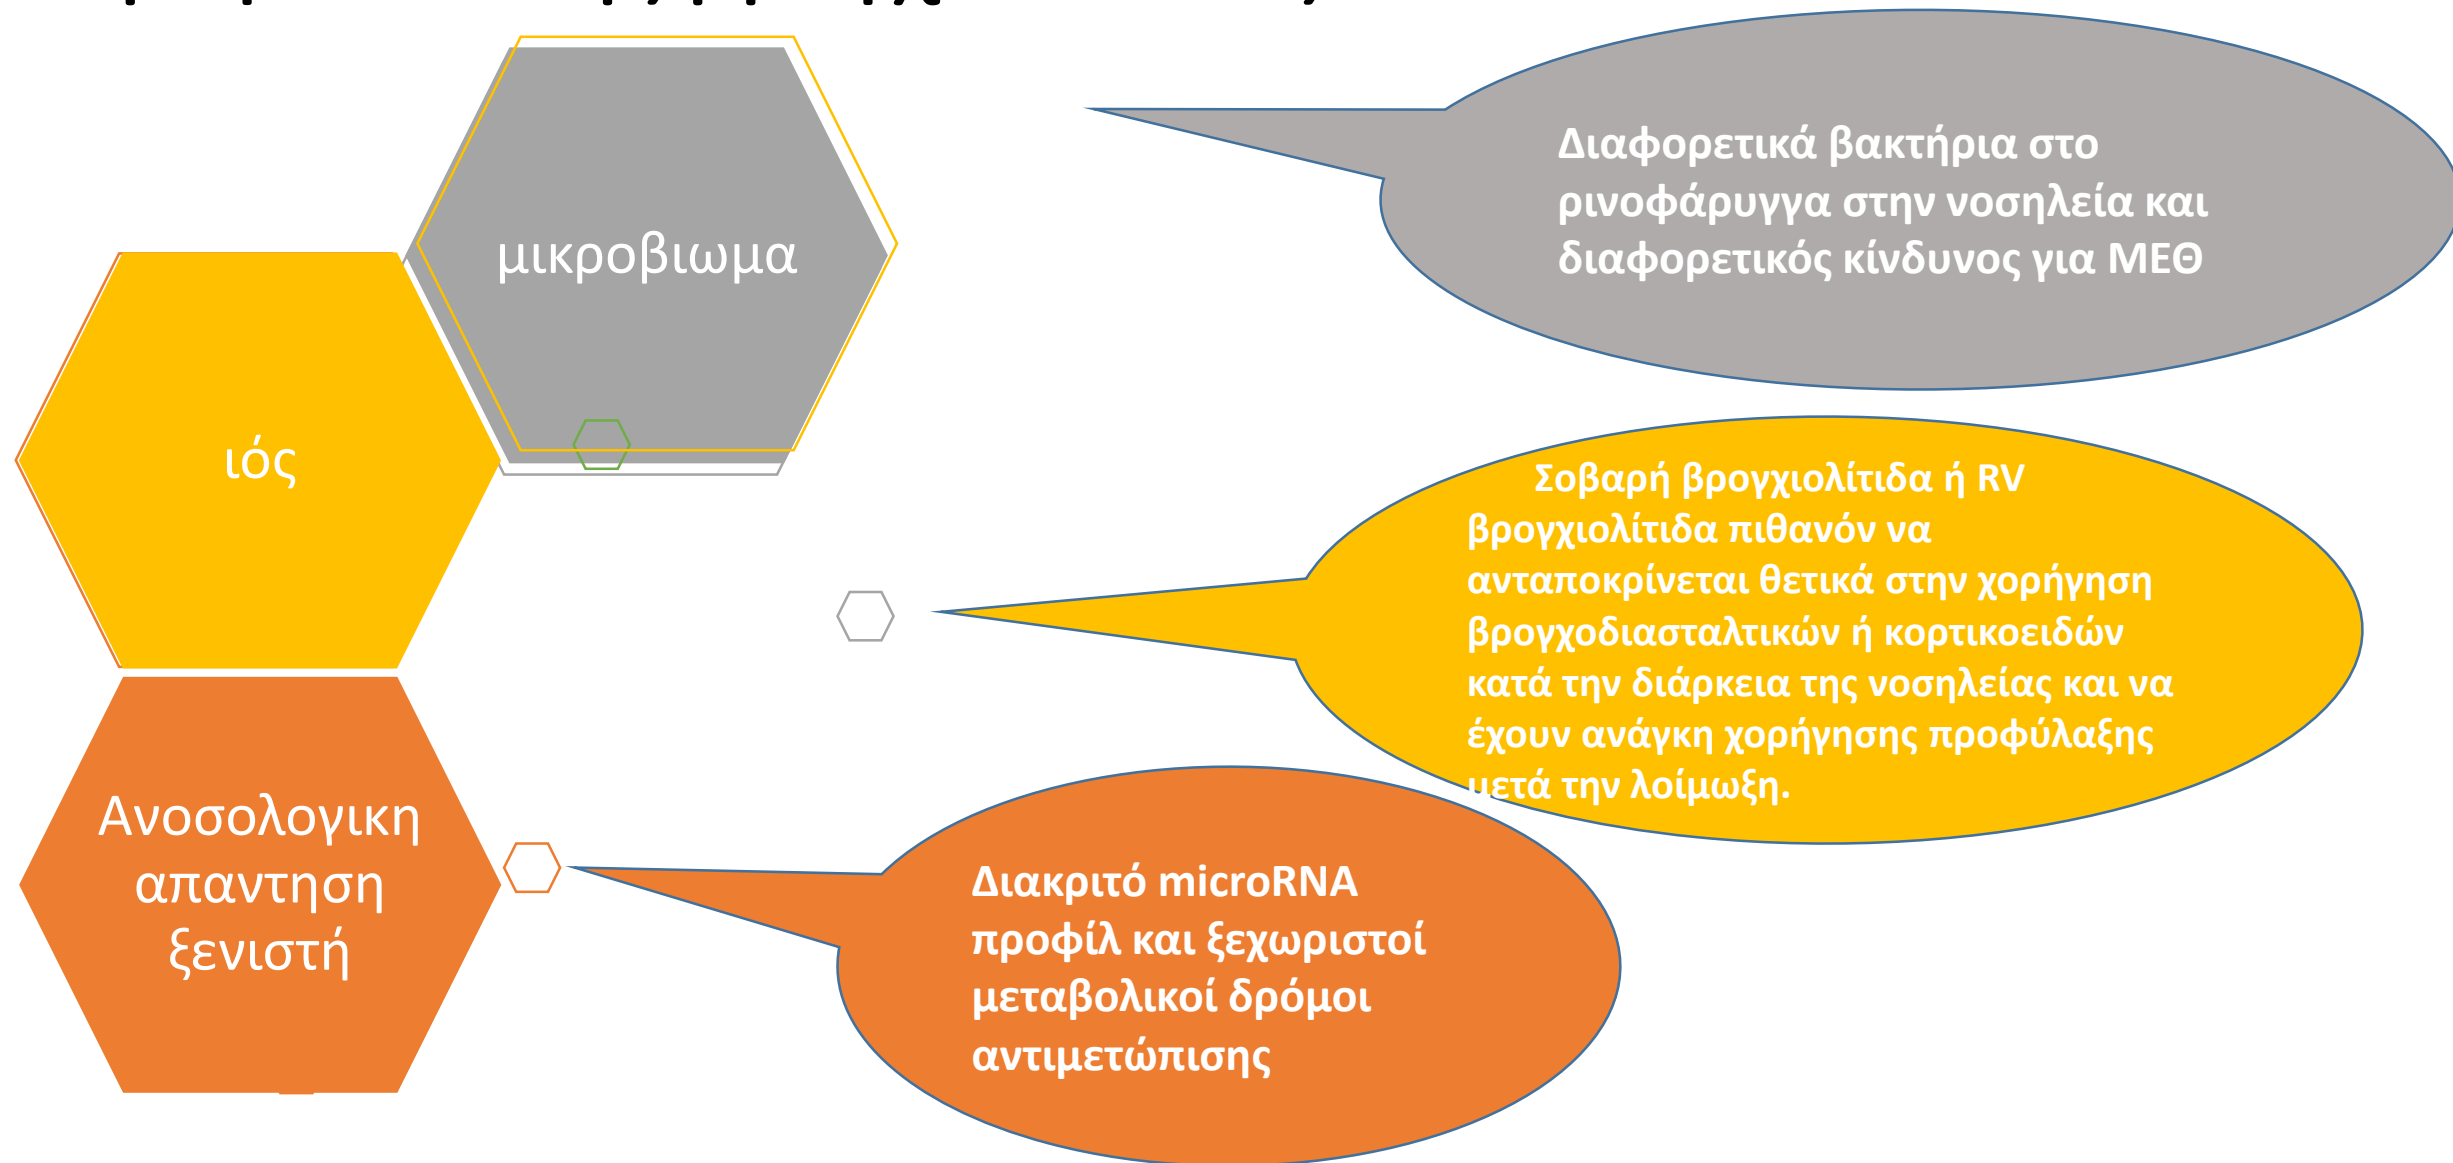 μικροβιωμα
Διαφορετικά βακτήρια στο
ρινοφάρυγγα στην νοσηλεία και
διαφορετικός κίνδυνος για ΜΕΘ
ιός
Σοβαρή βρογχιολίτιδα ή RV
βρογχιολίτιδα πιθανόν να
ανταποκρίνεται θετικά στην χορήγηση
βρογχοδιασταλτικών ή κορτικοειδών
κατά την διάρκεια της νοσηλείας και να
έχουν ανάγκη χορήγησης προφύλαξης
μετά την λοίμωξη.
Ανοσολογικη
απαντηση
ξενιστή
Διακριτό microRNA
προφίλ και ξεχωριστοί
μεταβολικοί δρόμοι
αντιμετώπισης